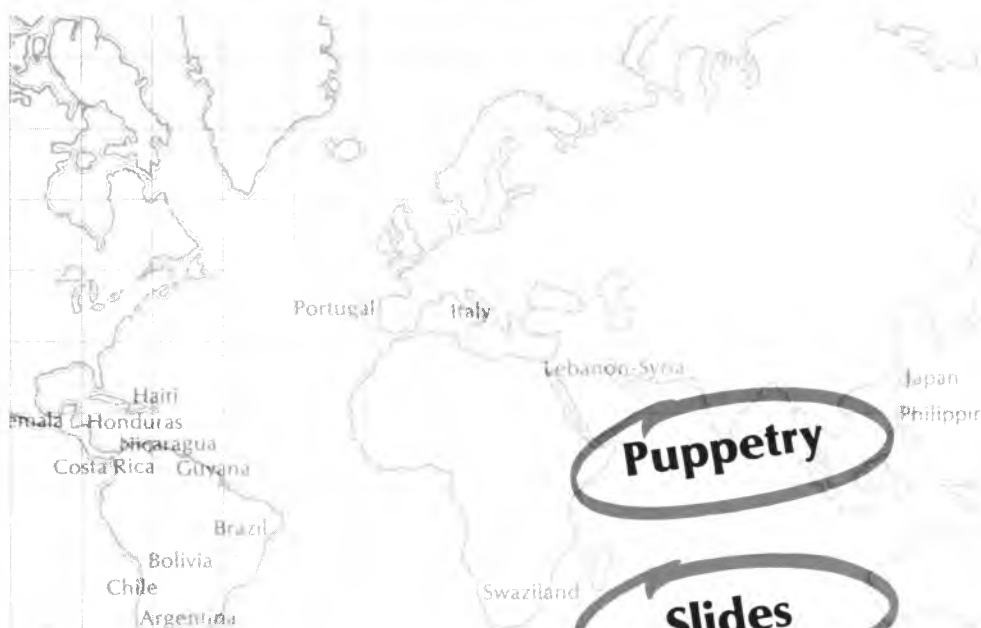 Portugal
Italy
Lebanon-Syria
Japan
Haiti
Philippin
emala
Honduras
Nicaragua
Puppetry
Costa Rica
Guyana
Brazil
Bolivia
Chile
Swaziland
Argentina
Slides